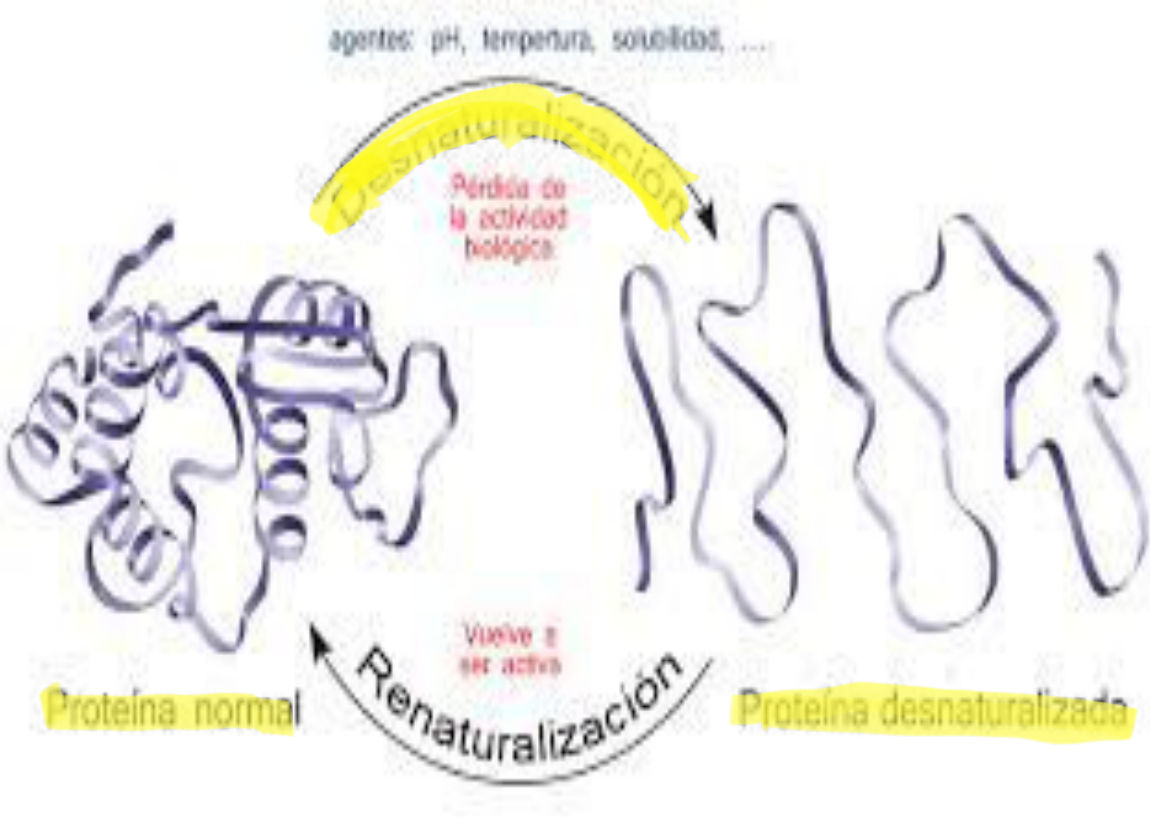 agentes: pH, tempertura, solubilidad, ....
Desnaturalización
Pérdida de
la actividad
biológica
Vuelve a
ser activa
Renaturalización
Proteína normal
Proteína desnaturalizada